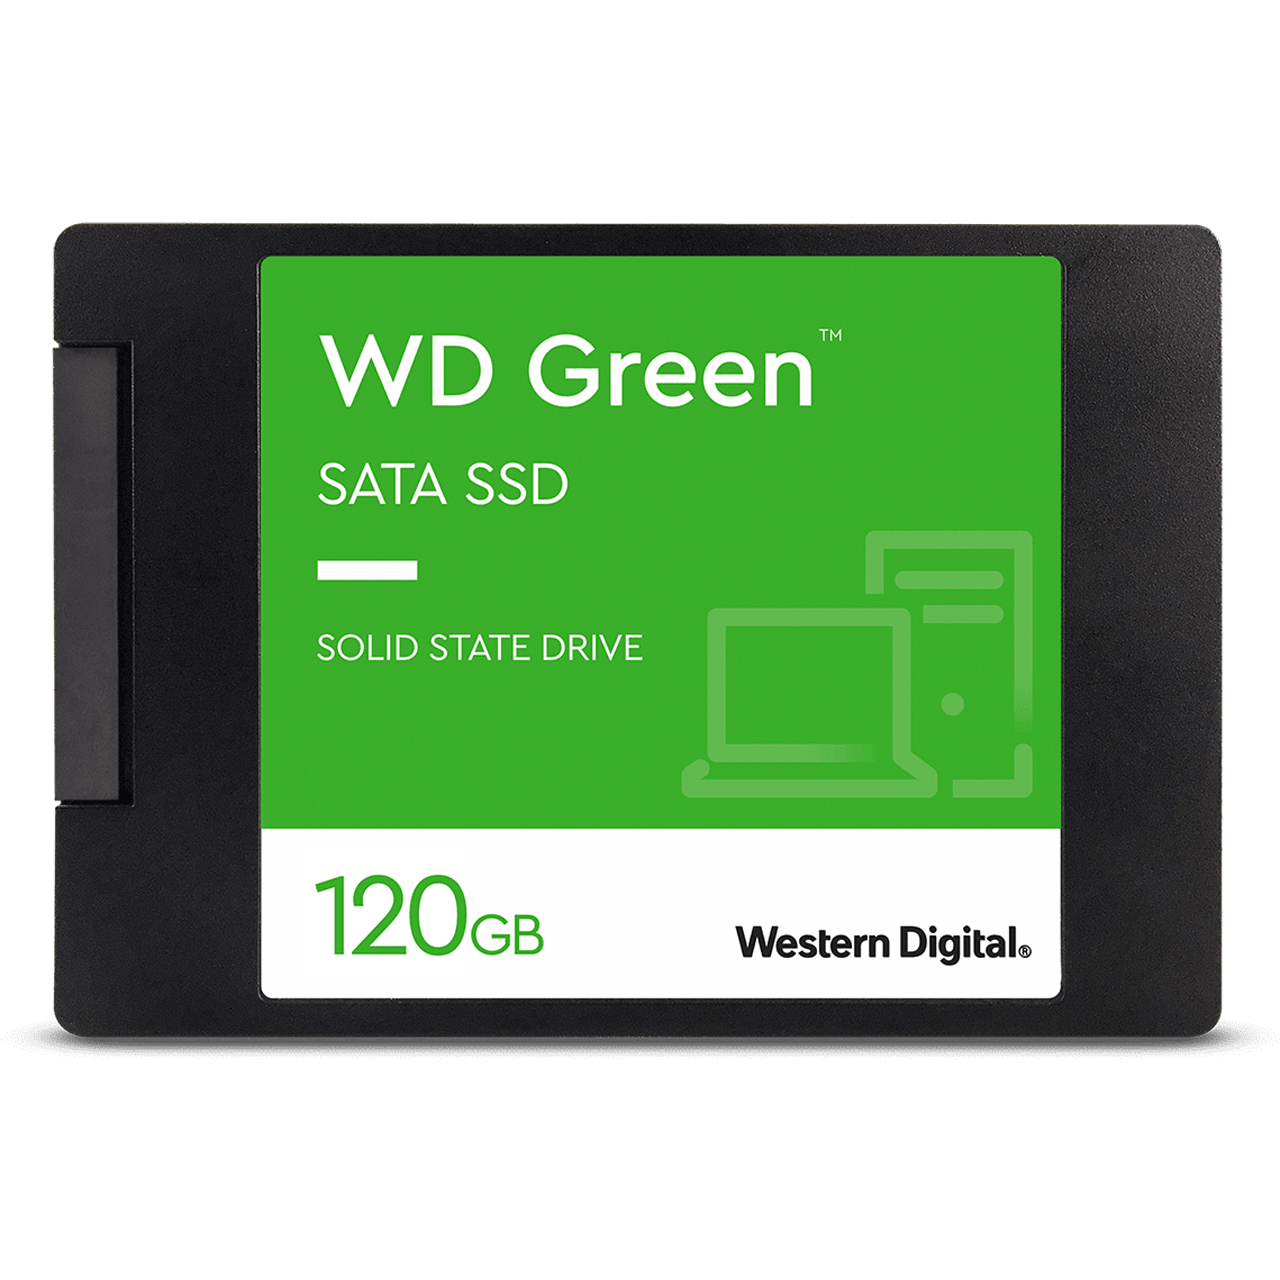 WD Green™
SATA SSD
SOLID STATE DRIVE
120GB
Western Digital®